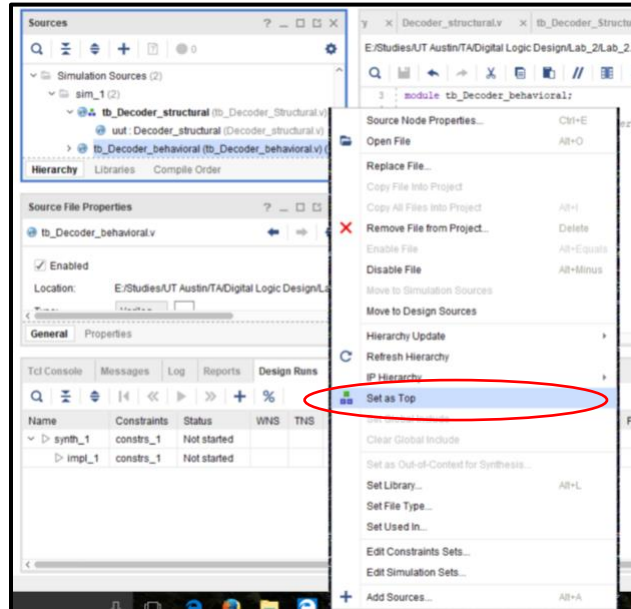 Sources
? _ □ X
y × Decoder_structural.v × tb_Decoder_Structu
0
E:/Studies/UT Austin/TA/Digital Logic Design/Lab_2/Lab_2.
Simulation Sources (2)
sim_1 (2)
tb_Decoder_structural (tb_Decoder_Structural.v)
uut : Decoder_structural (Decoder_structural.v)
tb_Decoder_behavioral (tb_Decoder_behavioral.v) (
Hierarchy Libraries Compile Order
3 module tb_Decoder_behavioral;
Source File Properties
tb_Decoder_behavioral.v
Enabled
Location: E:/Studies/UT Austin/TA/Digital Logic Design/La
General Properties
Tcl Console Messages Log Reports Design Runs
Name Constraints Status WNS TNS
synth_1 constrs_1 Not started
impl_1 constrs_1 Not started
Source Node Properties... Ctrl+E
Open File Alt+O
Replace File...
Copy File Into Project
Copy All Files Into Project Alt+I
Remove File from Project... Delete
Enable File Alt+Equals
Disable File Alt+Minus
Move to Simulation Sources
Move to Design Sources
Hierarchy Update
Refresh Hierarchy
IP Hierarchy
Set as Top
Set Global Include
Clear Global Include
Set as Out-of-Context for Synthesis...
Set Library... Alt+L
Set File Type...
Set Used In...
Edit Constraints Sets...
Edit Simulation Sets...
Add Sources... Alt+A